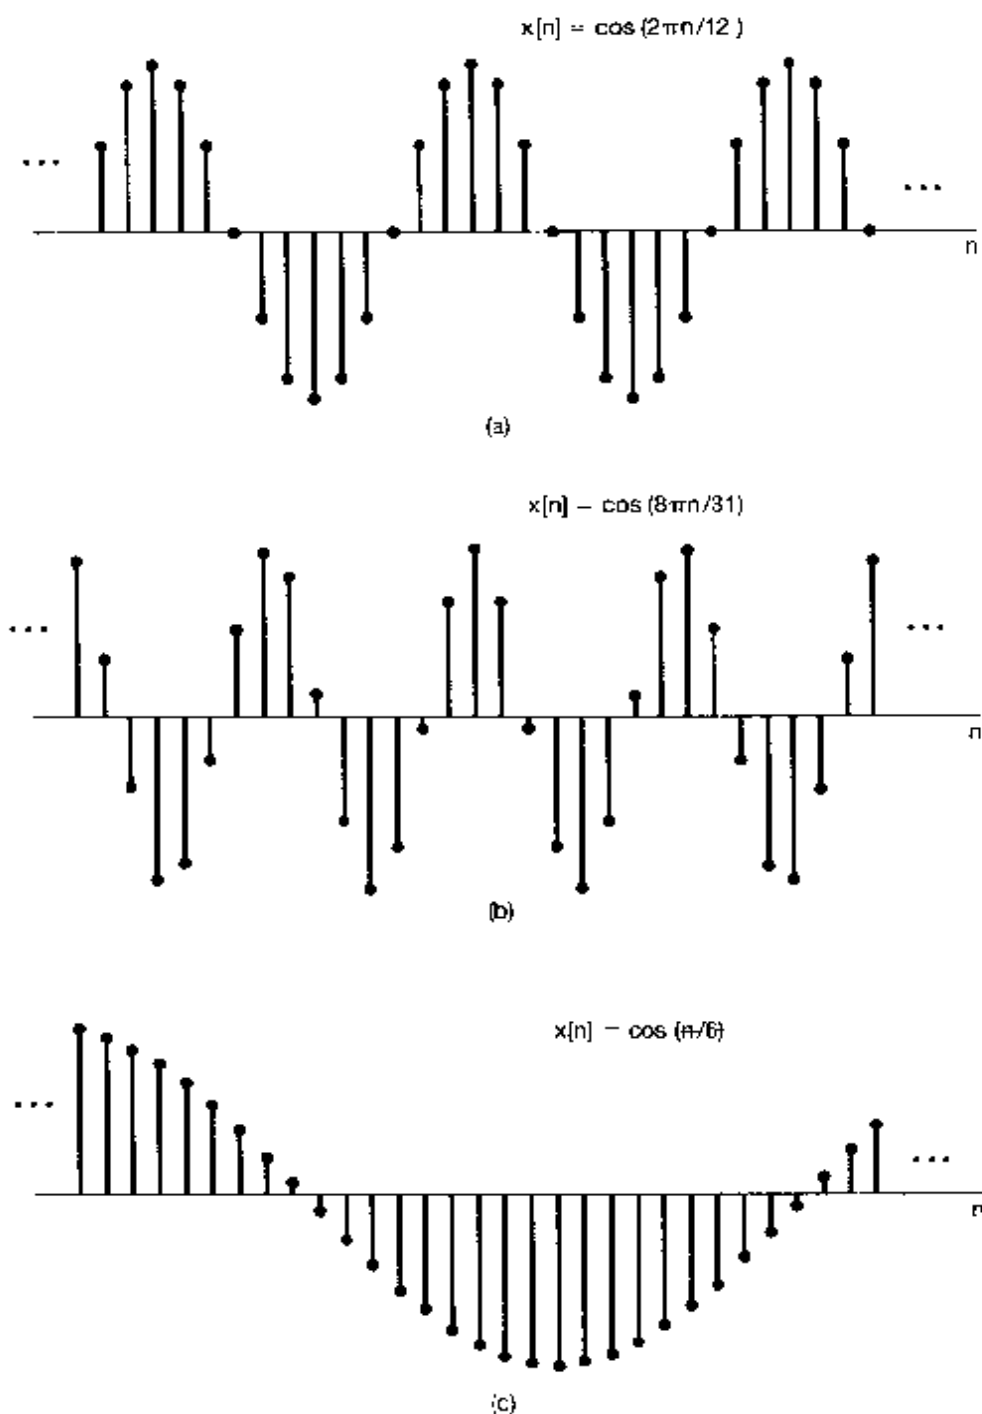 x[n] = cos (2πn/12)
...
...
n
(a)
x[n] = cos (8πn/31)
...
...
n
(b)
x[n] = cos (n/6)
...
...
n
(c)